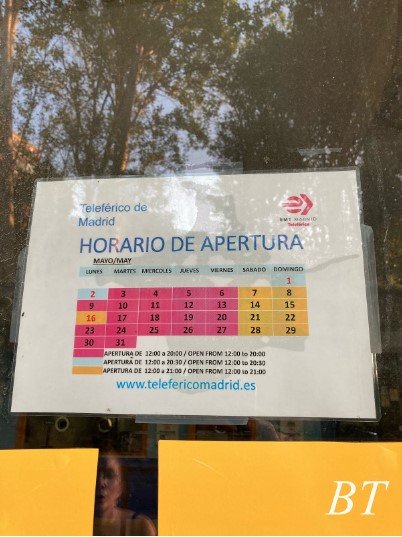 Teleférico de
Madrid
EMT MADRID
Teleférico
HORARIO DE APERTURA
MAYO/MAY
LUNES MARTES MIERCOLES JUEVES VIERNES SABADO DOMINGO
1
2 3 4 5 6 7 8
9 10 11 12 13 14 15
16 17 18 19 20 21 22
23 24 25 26 27 28 29
30 31
APERTURA DE 12:00 a 20:00 / OPEN FROM 12:00 to 20:00
APERTURA DE 12:00 a 20:30 / OPEN FROM 12:00 to 20:30
APERTURA DE 12:00 a 21:00 / OPEN FROM 12:00 to 21:00
www.telefericomadrid.es
BT